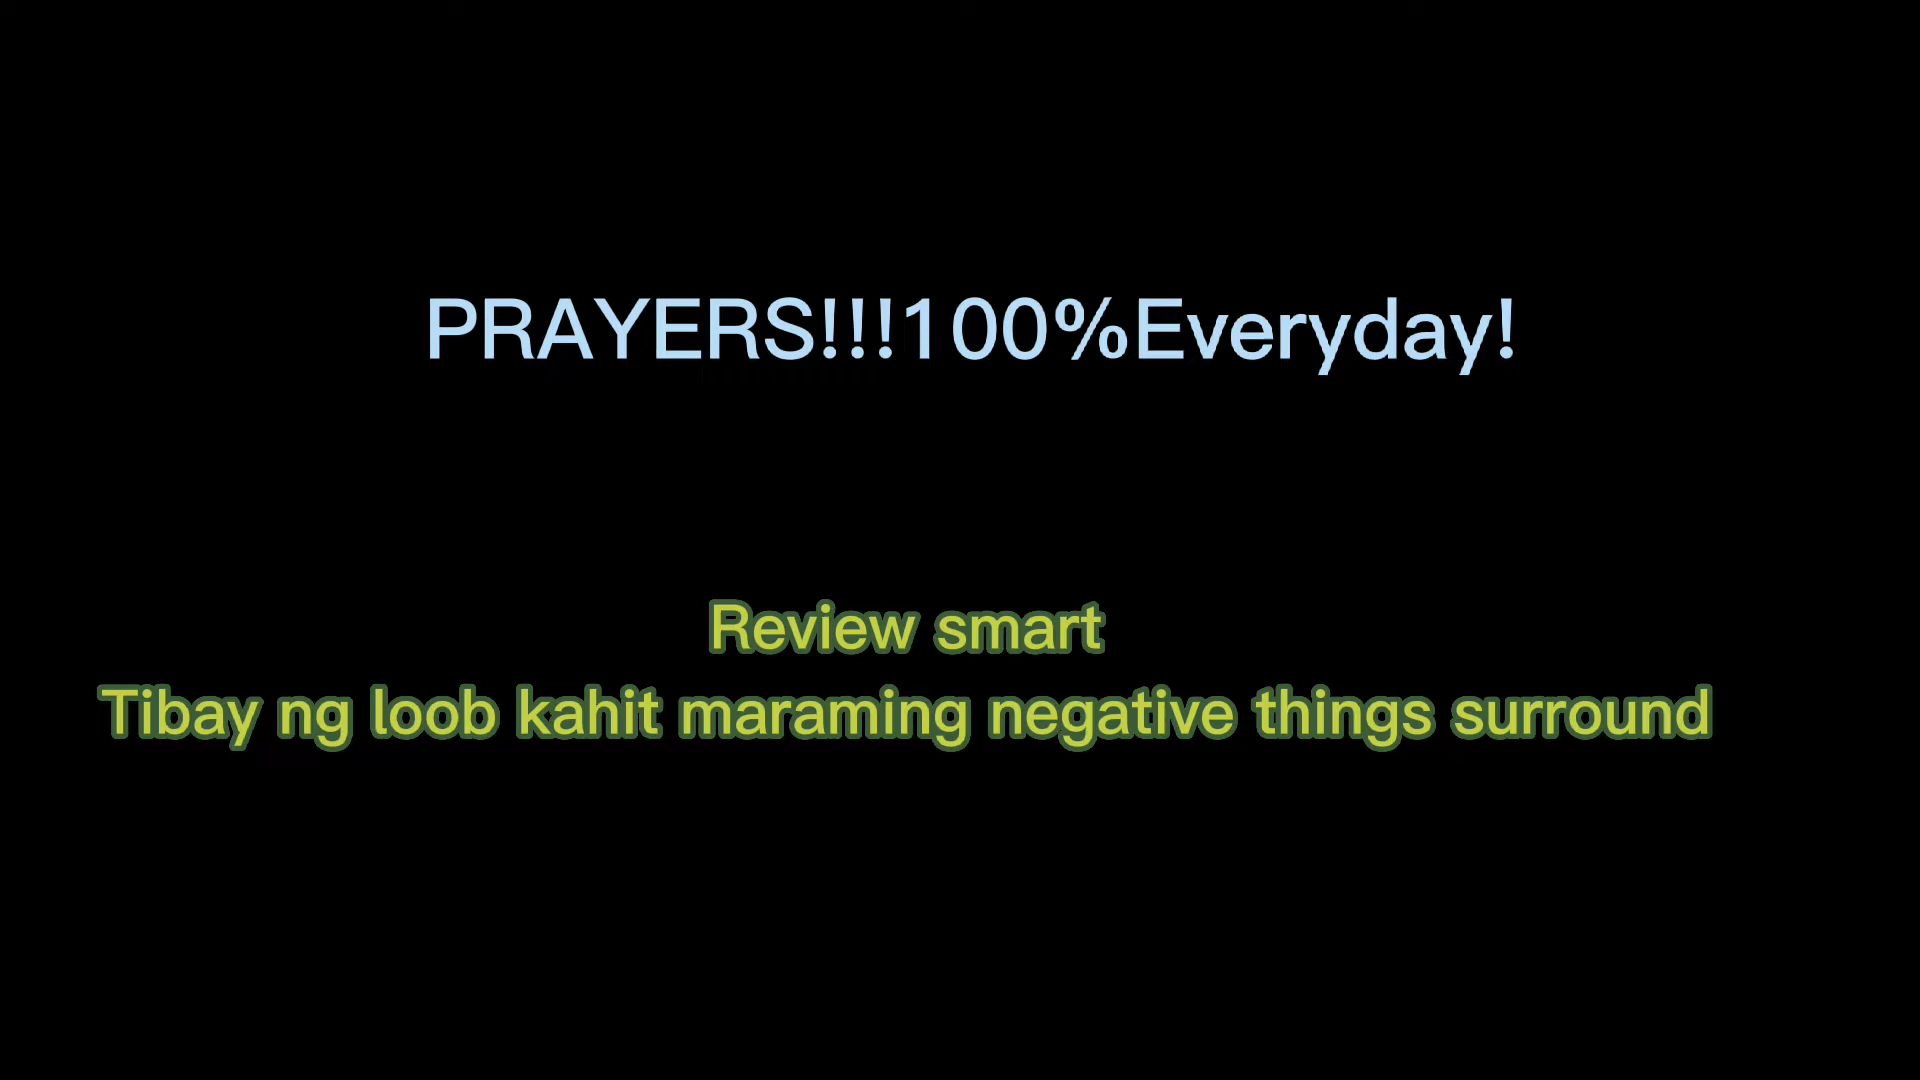 PRAYERS!!!100%Everyday!
Review smart
Tibay ng loob kahit maraming negative things surround